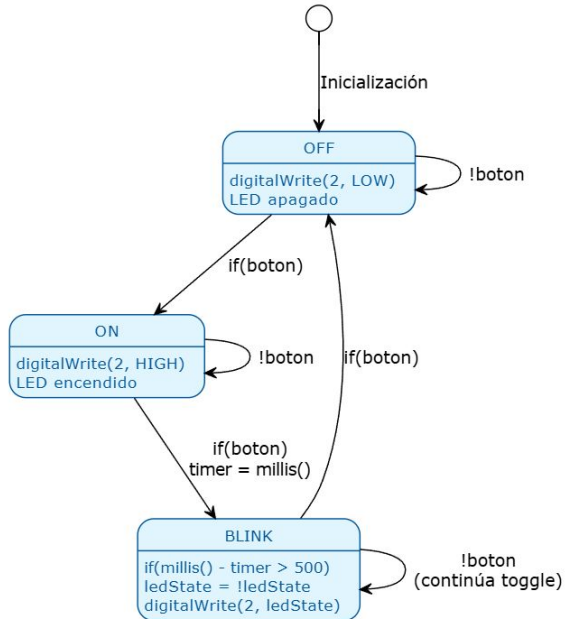 Inicialización
OFF
digitalWrite(2, LOW)
LED apagado
!boton
if(boton)
ON
digitalWrite(2, HIGH)
LED encendido
!boton
if(boton)
if(boton)
timer = millis()
BLINK
if(millis() - timer > 500)
ledState = !ledState
digitalWrite(2, ledState)
!boton
(continúa toggle)